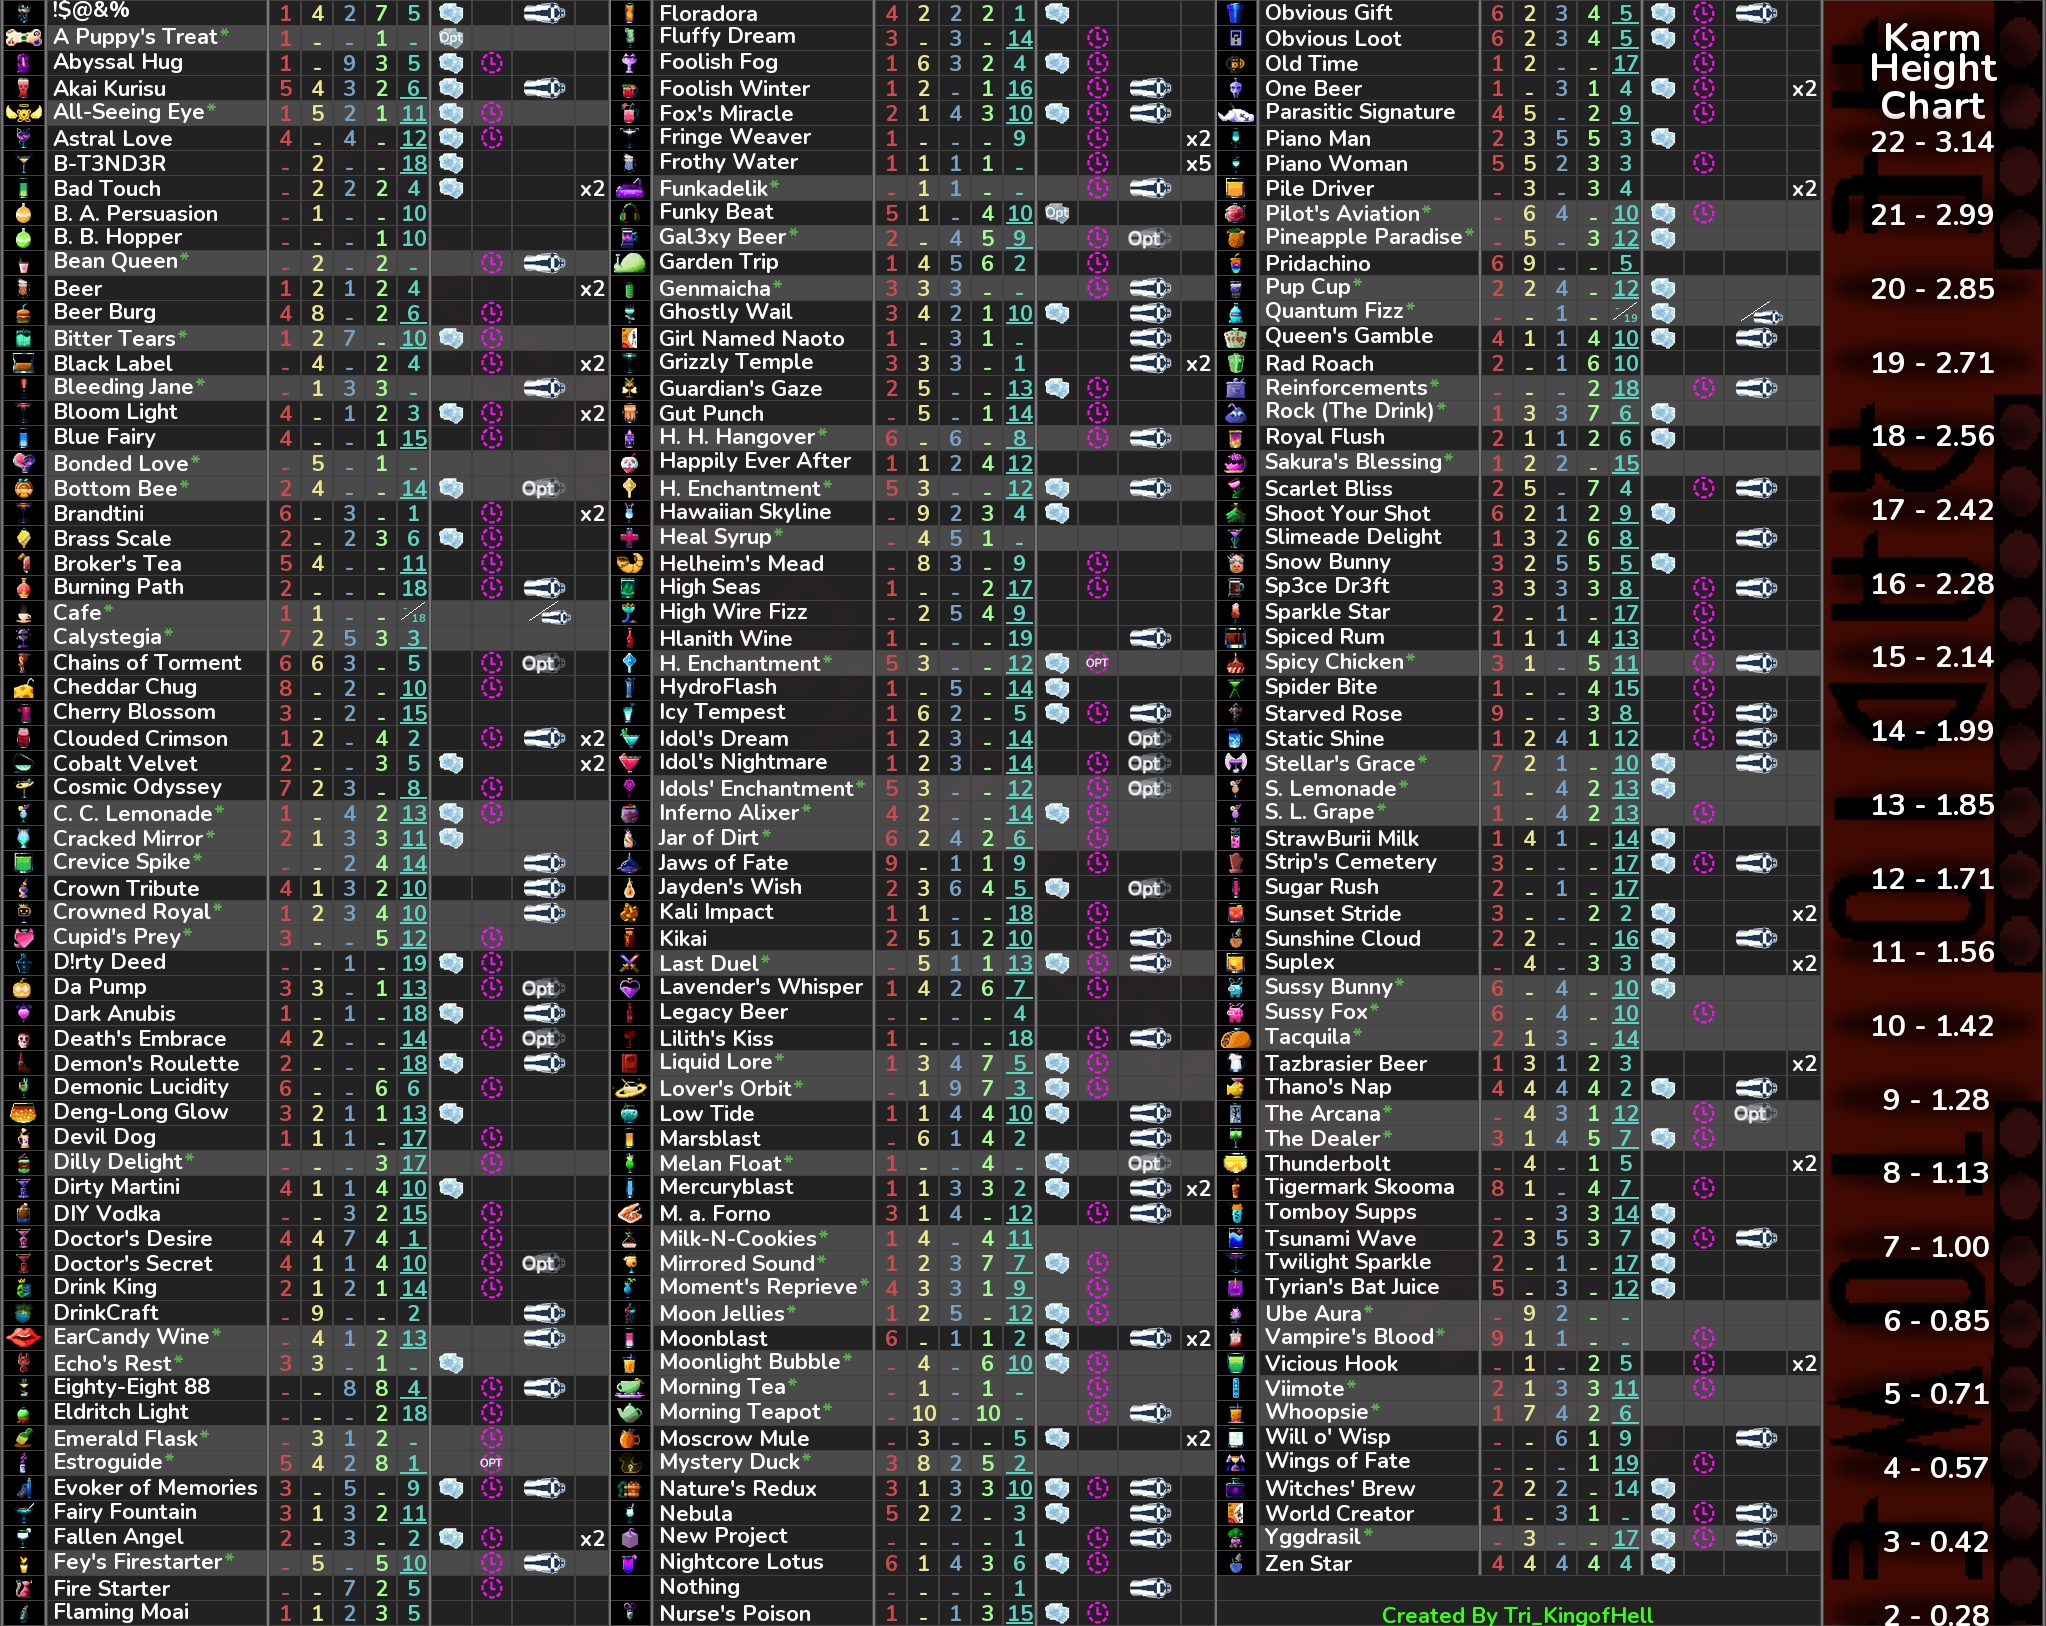 !$@&% 1 4 2 7 5
A Puppy's Treat* 1 - - 1 - Opt
Abyssal Hug 1 - 9 3 5
Akai Kurisu 5 4 3 2 6
All-Seeing Eye* 1 5 2 1 11
Astral Love 4 - 4 - 12
B-T3ND3R - 2 - - 18
Bad Touch - 2 2 2 4 x2
B. A. Persuasion - 1 - - 10
B. B. Hopper - - - 1 10
Bean Queen* - 2 - 2 -
Beer 1 2 1 2 4 x2
Beer Burg 4 8 - 2 6
Bitter Tears* 1 2 7 - 10
Black Label - 4 - 2 4 x2
Bleeding Jane* - 1 3 3 -
Bloom Light 4 - 1 2 3 x2
Blue Fairy 4 - - 1 15
Bonded Love* - 5 - 1 -
Bottom Bee* 2 4 - - 14 Opt
Brandtini 6 - 3 - 1 x2
Brass Scale 2 - 2 3 6
Broker's Tea 5 4 - - 11
Burning Path 2 - - - 18
Cafe* 1 1 - - -/18
Calystegia* 7 2 5 3 3
Chains of Torment 6 6 3 - 5 Opt
Cheddar Chug 8 - 2 - 10
Cherry Blossom 3 - 2 - 15
Clouded Crimson 1 2 - 4 2 x2
Cobalt Velvet 2 - - 3 5 x2
Cosmic Odyssey 7 2 3 - 8
C. C. Lemonade* 1 - 4 2 13
Cracked Mirror* 2 1 3 3 11
Crevice Spike* - - 2 4 14
Crown Tribute 4 1 3 2 10
Crowned Royal* 1 2 3 4 10
Cupid's Prey* 3 - - 5 12
D!rty Deed - - 1 - 19
Da Pump 3 3 - 1 13 Opt
Dark Anubis 1 - 1 - 18
Death's Embrace 4 2 - - 14 Opt
Demon's Roulette 2 - - - 18
Demonic Lucidity 6 - - 6 6
Deng-Long Glow 3 2 1 1 13
Devil Dog 1 1 1 - 17
Dilly Delight* - - - 3 17
Dirty Martini 4 1 1 4 10
DIY Vodka - - 3 2 15
Doctor's Desire 4 4 7 4 1
Doctor's Secret 4 1 1 4 10 Opt
Drink King 2 1 2 1 14
DrinkCraft - 9 - - 2
EarCandy Wine* - 4 1 2 13
Echo's Rest* 3 3 - 1 -
Eighty-Eight 88 - - 8 8 4
Eldritch Light - - - 2 18
Emerald Flask* - 3 1 2 -
Estroguide* 5 4 2 8 1 OPT
Evoker of Memories 3 - 5 - 9
Fairy Fountain 3 1 3 2 11
Fallen Angel 2 - 3 - 2 x2
Fey's Firestarter* - 5 - 5 10
Fire Starter - - 7 2 5
Flaming Moai 1 1 2 3 5
Floradora 4 2 2 2 1
Fluffy Dream 3 - 3 - 14
Foolish Fog 1 6 3 2 4
Foolish Winter 1 2 - 1 16
Fox's Miracle 2 1 4 3 10
Fringe Weaver 1 - - - 9 x2
Frothy Water 1 1 1 1 - x5
Funkadelik* - 1 1 - -
Funky Beat 5 1 - 4 10 Opt
Gal3xy Beer* 2 - 4 5 9 Opt
Garden Trip 1 4 5 6 2
Genmaicha* 3 3 3 - -
Ghostly Wail 3 4 2 1 10
Girl Named Naoto 1 - 3 1 -
Grizzly Temple 3 3 3 - 1 x2
Guardian's Gaze 2 5 - - 13
Gut Punch - 5 - 1 14
H. H. Hangover* 6 - 6 - 8
Happily Ever After 1 1 2 4 12
H. Enchantment* 5 3 - - 12
Hawaiian Skyline - 9 2 3 4
Heal Syrup* - 4 5 1 -
Helheim's Mead - 8 3 - 9
High Seas 1 - - 2 17
High Wire Fizz - 2 5 4 9
Hlanith Wine 1 - - - 19
H. Enchantment* 5 3 - - 12 OPT
HydroFlash 1 - 5 - 14
Icy Tempest 1 6 2 - 5
Idol's Dream 1 2 3 - 14 Opt
Idol's Nightmare 1 2 3 - 14 Opt
Idols' Enchantment* 5 3 - - 12 Opt
Inferno Alixer* 4 2 - - 14
Jar of Dirt* 6 2 4 2 6
Jaws of Fate 9 - 1 1 9
Jayden's Wish 2 3 6 4 5 Opt
Kali Impact 1 1 - - 18
Kikai 2 5 1 2 10
Last Duel* - 5 1 1 13
Lavender's Whisper 1 4 2 6 7
Legacy Beer - - - - 4
Lilith's Kiss 1 - - - 18
Liquid Lore* 1 3 4 7 5
Lover's Orbit* - 1 9 7 3
Low Tide 1 1 4 4 10
Marsblast - 6 1 4 2
Melan Float* 1 - - 4 - Opt
Mercuryblast 1 1 3 3 2 x2
M. a. Forno 3 1 4 - 12
Milk-N-Cookies* 1 4 - 4 11
Mirrored Sound* 1 2 3 7 7
Moment's Reprieve* 4 3 3 1 9
Moon Jellies* 1 2 5 - 12
Moonblast 6 - 1 1 2 x2
Moonlight Bubble* - 4 - 6 10
Morning Tea* - 1 - 1 -
Morning Teapot* - 10 - 10 -
Moscrow Mule - 3 - - 5 x2
Mystery Duck* 3 8 2 5 2
Nature's Redux 3 1 3 3 10
Nebula 5 2 2 - 3
New Project - - - - 1
Nightcore Lotus 6 1 4 3 6
Nothing - - - - 1
Nurse's Poison 1 - 1 3 15
Obvious Gift 6 2 3 4 5
Obvious Loot 6 2 3 4 5
Old Time 1 2 - - 17
One Beer 1 - 3 1 4 x2
Parasitic Signature 4 5 - 2 9
Piano Man 2 3 5 5 3
Piano Woman 5 5 2 3 3
Pile Driver - 3 - 3 4 x2
Pilot's Aviation* - 6 4 - 10
Pineapple Paradise* - 5 - 3 12
Pridachino 6 9 - - 5
Pup Cup* 2 2 4 - 12
Quantum Fizz* - - 1 - -/19
Queen's Gamble 4 1 1 4 10
Rad Roach 2 - 1 6 10
Reinforcements* - - - 2 18
Rock (The Drink)* 1 3 3 7 6
Royal Flush 2 1 1 2 6
Sakura's Blessing* 1 2 2 - 15
Scarlet Bliss 2 5 - 7 4
Shoot Your Shot 6 2 1 2 9
Slimeade Delight 1 3 2 6 8
Snow Bunny 3 2 5 5 5
Sp3ce Dr3ft 3 3 3 3 8
Sparkle Star 2 - 1 - 17
Spiced Rum 1 1 1 4 13
Spicy Chicken* 3 1 - 5 11
Spider Bite 1 - - 4 15
Starved Rose 9 - - 3 8
Static Shine 1 2 4 1 12
Stellar's Grace* 7 2 1 - 10
S. Lemonade* 1 - 4 2 13
S. L. Grape* 1 - 4 2 13
StrawBurii Milk 1 4 1 - 14
Strip's Cemetery 3 - - - 17
Sugar Rush 2 - 1 - 17
Sunset Stride 3 - - 2 2 x2
Sunshine Cloud 2 2 - - 16
Suplex - 4 - 3 3 x2
Sussy Bunny* 6 - 4 - 10
Sussy Fox* 6 - 4 - 10
Tacquila* 2 1 3 - 14
Tazbrasier Beer 1 3 1 2 3 x2
Thano's Nap 4 4 4 4 2
The Arcana* - 4 3 1 12 Opt
The Dealer* 3 1 4 5 7
Thunderbolt - 4 - 1 5 x2
Tigermark Skooma 8 1 - 4 7
Tomboy Supps - - 3 3 14
Tsunami Wave 2 3 5 3 7
Twilight Sparkle 2 - 1 - 17
Tyrian's Bat Juice 5 - 3 - 12
Ube Aura* - 9 2 - -
Vampire's Blood* 9 1 1 - -
Vicious Hook - 1 - 2 5 x2
Viimote* 2 1 3 3 11
Whoopsie* 1 7 4 2 6
Will o' Wisp - - 6 1 9
Wings of Fate - - - 1 19
Witches' Brew 2 2 2 - 14
World Creator 1 - 3 1 -
Yggdrasil* - 3 - - 17
Zen Star 4 4 4 4 4
Created By Tri_KingofHell
Karm
Height
Chart
22 - 3.14
21 - 2.99
20 - 2.85
19 - 2.71
18 - 2.56
17 - 2.42
16 - 2.28
15 - 2.14
14 - 1.99
13 - 1.85
12 - 1.71
11 - 1.56
10 - 1.42
9 - 1.28
8 - 1.13
7 - 1.00
6 - 0.85
5 - 0.71
4 - 0.57
3 - 0.42
2 - 0.28